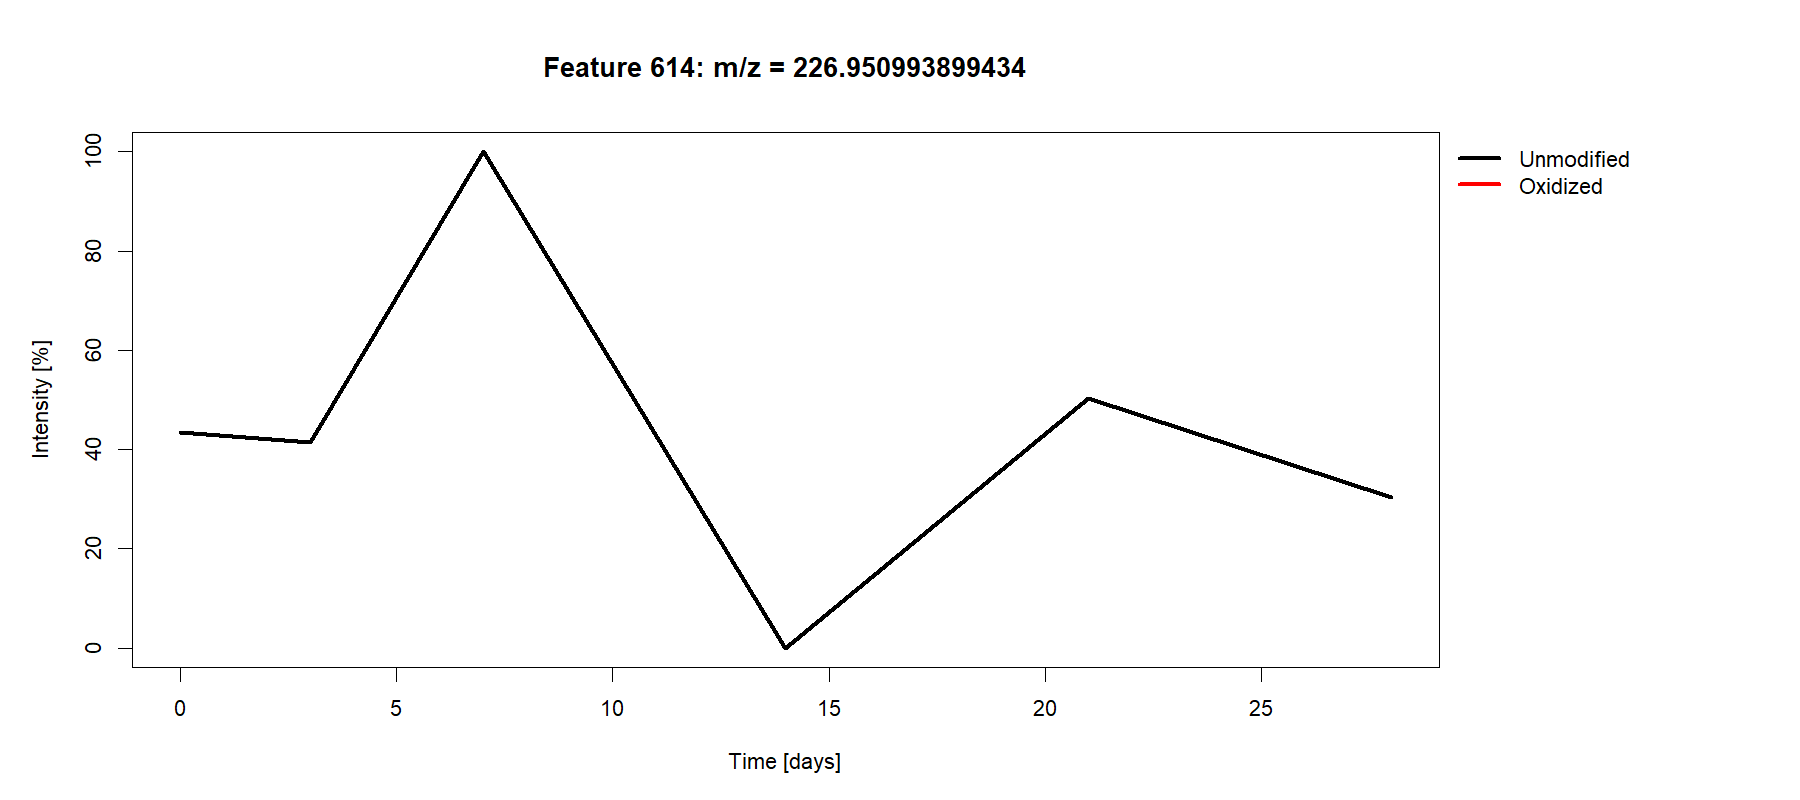 Feature 614: m/z = 226.950993899434
Unmodified
Oxidized
Intensity [%]
100
80
60
40
20
0
0 5 10 15 20 25
Time [days]